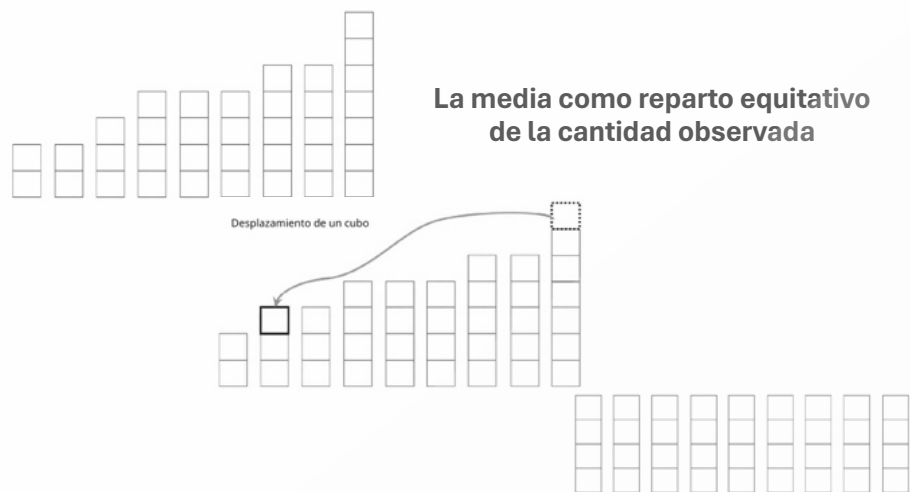 La media como reparto equitativo
de la cantidad observada
Desplazamiento de un cubo